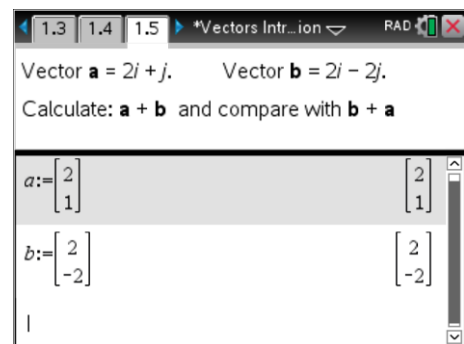 1.3 1.4 1.5 *Vectors Intr...ion RAD
Vector a = 2i + j. Vector b = 2i − 2j.
Calculate: a + b and compare with b + a
a:=[2 1] [2 1]
b:=[2 -2] [2 -2]